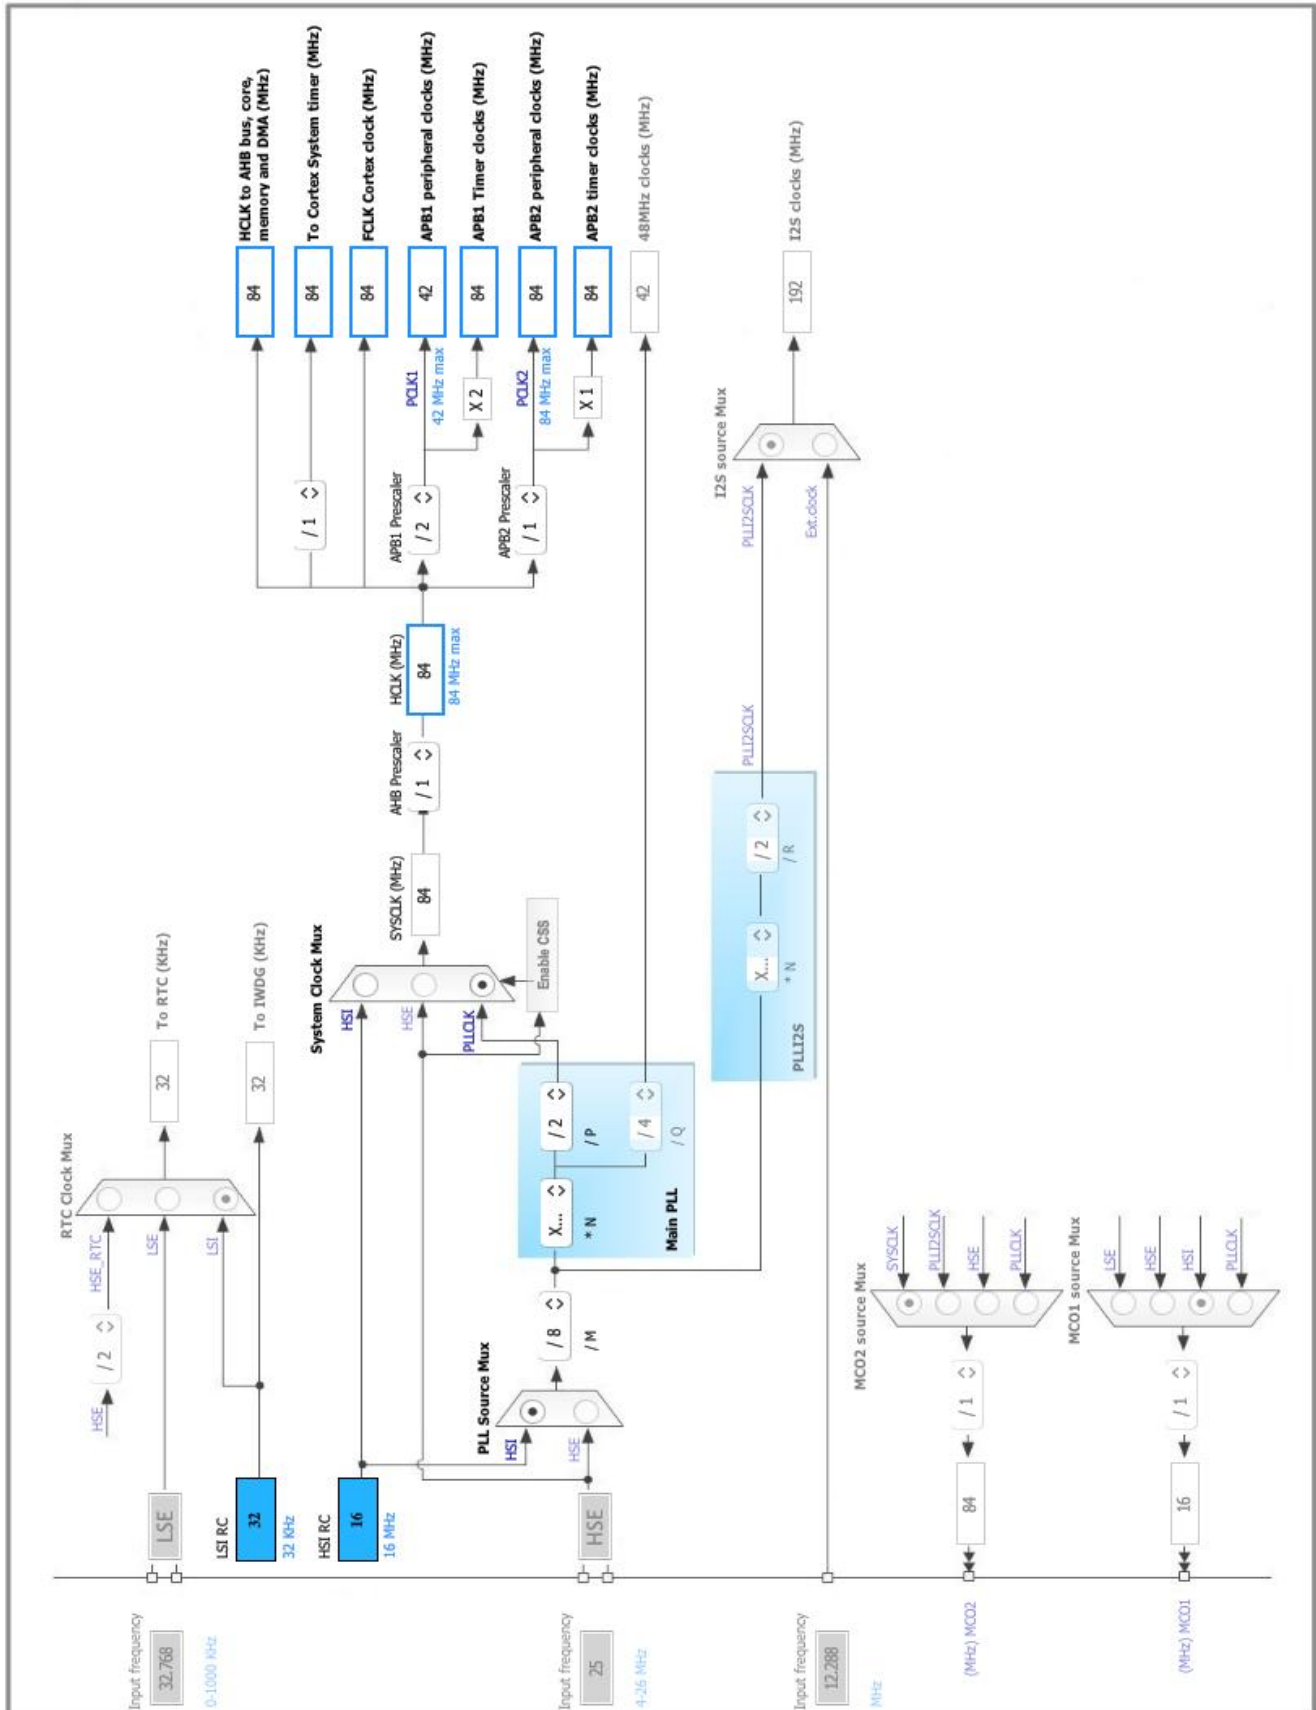 Input frequency
32.768
0-1000 KHz
LSE
HSE
/ 2
HSE_RTC
LSE
LSI
RTC Clock Mux
32
To RTC (KHz)
LSI RC
32
32 KHz
32
To IWDG (KHz)
HSI RC
16
16 MHz
System Clock Mux
HSI
HSE
PLLCLK
Enable CSS
SYSCLK (MHz)
84
AHB Prescaler
/ 1
HCLK (MHz)
84
84 MHz max
84
HCLK to AHB bus, core,
memory and DMA (MHz)
/ 1
84
To Cortex System timer (MHz)
84
FCLK Cortex clock (MHz)
APB1 Prescaler
/ 2
PCLK1
42 MHz max
42
APB1 peripheral clocks (MHz)
X 2
84
APB1 Timer clocks (MHz)
APB2 Prescaler
/ 1
PCLK2
84 MHz max
84
APB2 peripheral clocks (MHz)
X 1
84
APB2 timer clocks (MHz)
42
48MHz clocks (MHz)
Input frequency
25
4-26 MHz
HSE
PLL Source Mux
HSI
HSE
/ 8
/ M
X...
* N
/ 2
/ P
/ 4
/ Q
Main PLL
X...
* N
/ 2
/ R
PLLI2S
PLLI2SCLK
PLLI2SCLK
Ext.clock
I2S source Mux
192
I2S clocks (MHz)
Input frequency
12.288
MHz
MCO2 source Mux
SYSCLK
PLLI2SCLK
HSE
PLLCLK
/ 1
84
(MHz) MCO2
MCO1 source Mux
LSE
HSE
HSI
PLLCLK
/ 1
16
(MHz) MCO1